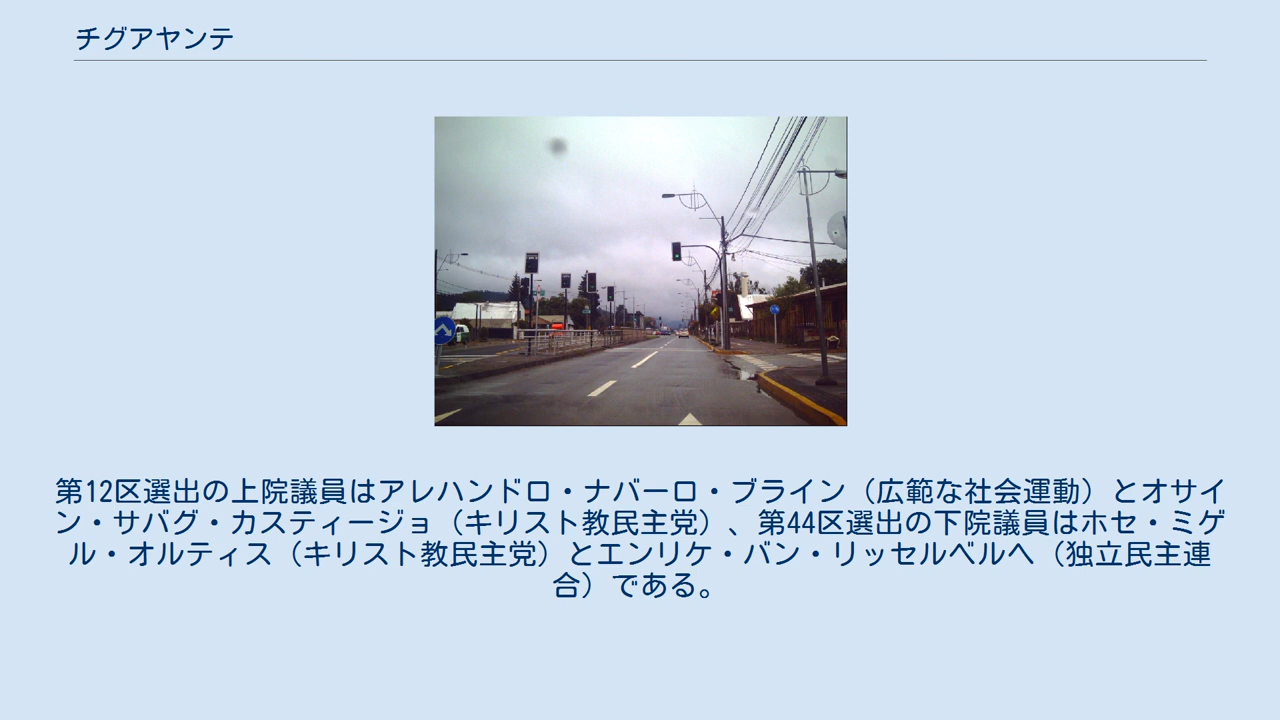 チグアヤンテ
第12区選出の上院議員はアレハンドロ・ナバーロ・ブライン（広範な社会運動）とオサイ
ン・サバグ・カスティージョ（キリスト教民主党）、第44区選出の下院議員はホセ・ミゲ
ル・オルティス（キリスト教民主党）とエンリケ・バン・リッセルベルヘ（独立民主連
合）である。